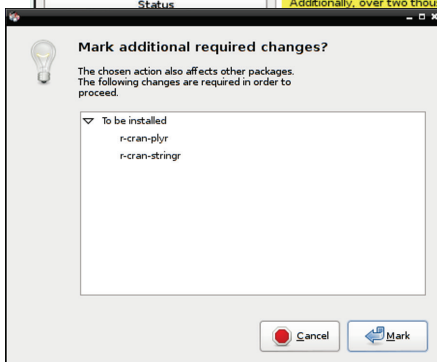 Status
Additionally, over two thou
Mark additional required changes?
The chosen action also affects other packages.
The following changes are required in order to
proceed.
To be installed
r-cran-plyr
r-cran-stringr
Cancel
Mark